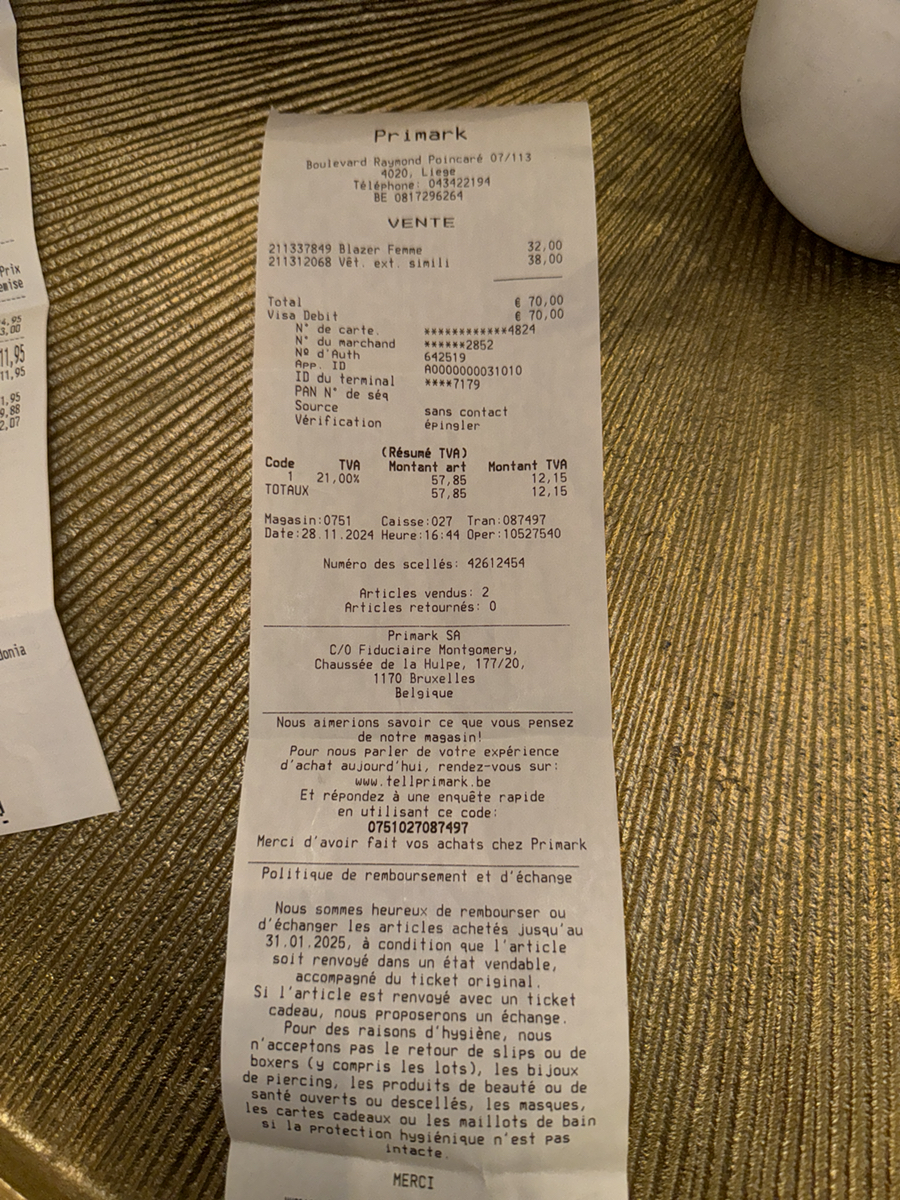 Primark
Boulevard Raymond Poincaré 07/113
4020, Liege
Téléphone: 043422194
BE 0817296264
VENTE
211337849 Blazer Femme 32,00
211312068 Vêt. ext. simili 38,00
Total € 70,00
Visa Debit € 70,00
N° de carte. ************4824
N° du marchand ******2852
Nº d'Auth 642519
App. ID A0000000031010
ID du terminal ****7179
PAN N° de séq
Source sans contact
Vérification épingler
(Résumé TVA)
Code TVA Montant art Montant TVA
1 21,00% 57,85 12,15
TOTAUX 57,85 12,15
Magasin:0751 Caisse:027 Tran:087497
Date:28.11.2024 Heure:16:44 Oper:10527540
Numéro des scellés: 42612454
Articles vendus: 2
Articles retournés: 0
Primark SA
C/O Fiduciaire Montgomery,
Chaussée de la Hulpe, 177/20,
1170 Bruxelles
Belgique
Nous aimerions savoir ce que vous pensez
de notre magasin!
Pour nous parler de votre expérience
d'achat aujourd'hui, rendez-vous sur:
www.tellprimark.be
Et répondez à une enquête rapide
en utilisant ce code:
0751027087497
Merci d'avoir fait vos achats chez Primark
Politique de remboursement et d'échange
Nous sommes heureux de rembourser ou
d'échanger les articles achetés jusqu'au
31.01.2025, à condition que l'article
soit renvoyé dans un état vendable,
accompagné du ticket original.
Si l'article est renvoyé avec un ticket
cadeau, nous proposerons un échange.
Pour des raisons d'hygiène, nous
n'acceptons pas le retour de slips ou de
boxers (y compris les lots), les bijoux
de piercing, les produits de beauté ou de
santé ouverts ou descellés, les masques,
les cartes cadeaux ou les maillots de bain
si la protection hygiénique n'est pas
intacte.
MERCI
Prix
11,95
11,95